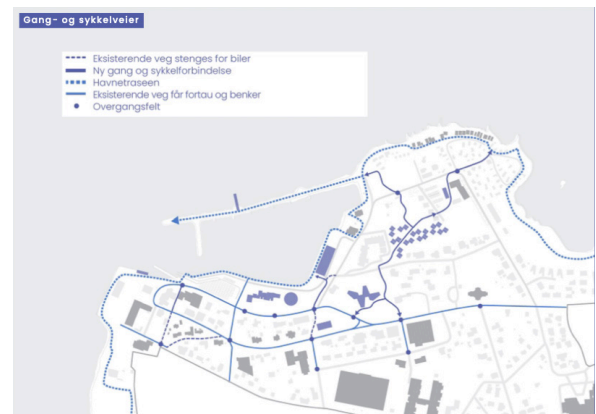 Gang- og sykkelveier
Eksisterende veg stenges for biler
Ny gang og sykkelforbindelse
Havnetraseen
Eksisterende veg får fortau og benker
Overgangsfelt